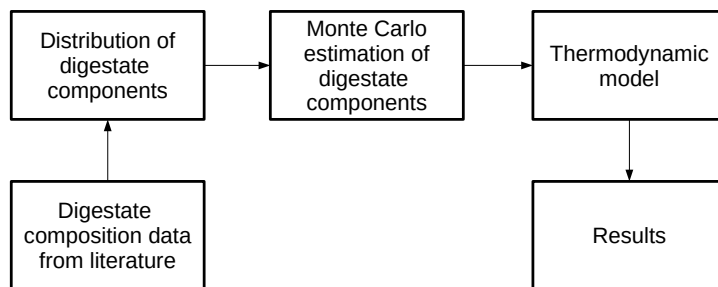 Distribution of
digestate
components
Monte Carlo
estimation of
digestate
components
Thermodynamic
model
Digestate
composition data
from literature
Results